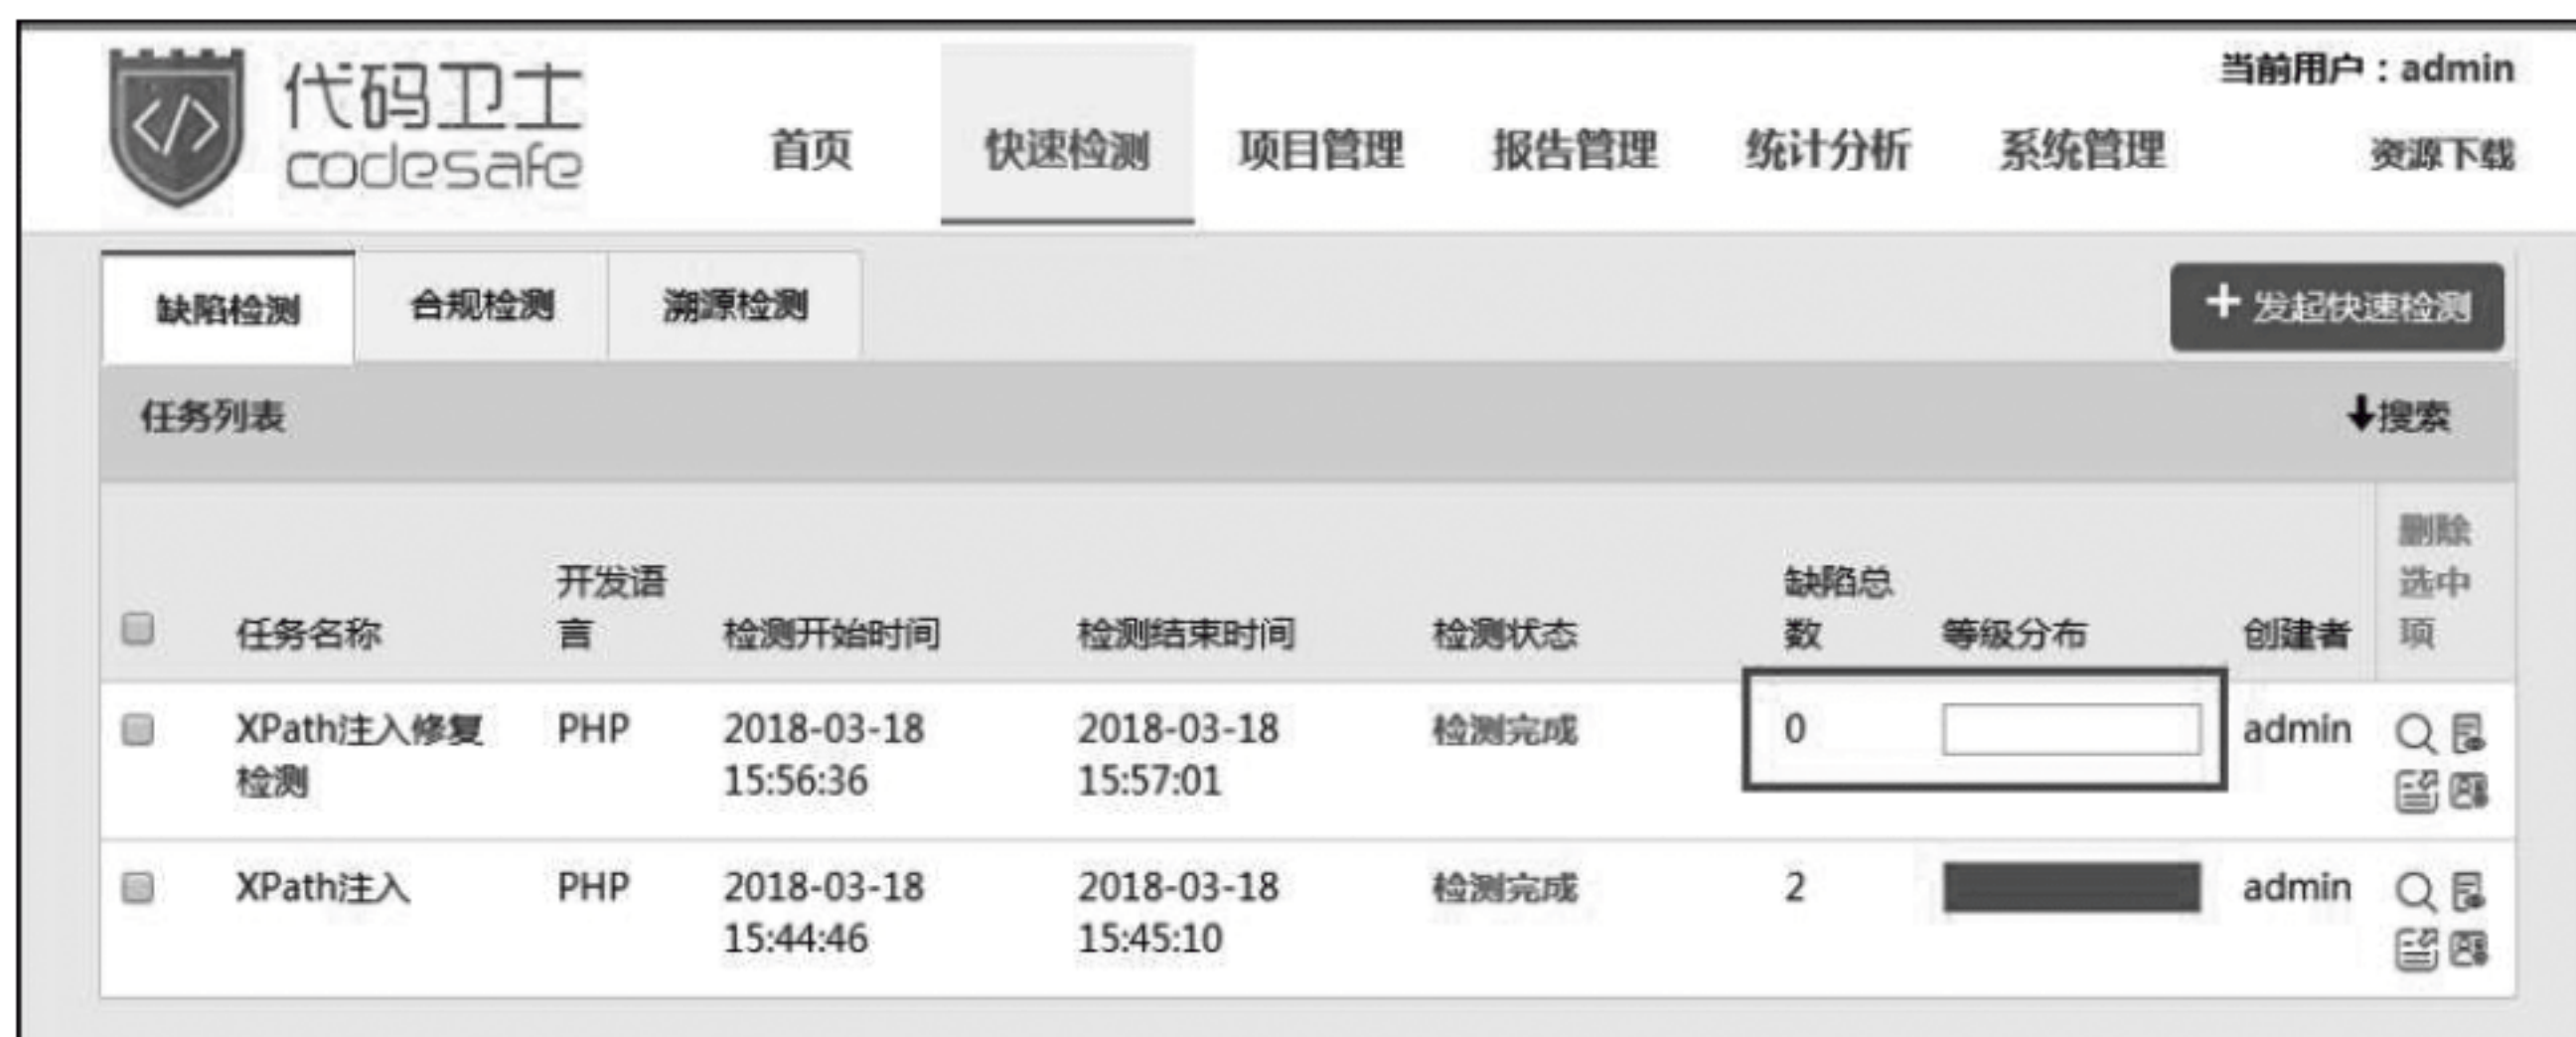 当前用户：admin
代码卫士
codesafe
首页 快速检测 项目管理 报告管理 统计分析 系统管理 资源下载
缺陷检测 合规检测 溯源检测 +发起快速检测
任务列表 搜索
任务名称 开发语言 检测开始时间 检测结束时间 检测状态 缺陷总数 等级分布 创建者 删除选中项
XPath注入修复 PHP 2018-03-18 2018-03-18 检测完成 0 admin
检测 15:56:36 15:57:01
XPath注入 PHP 2018-03-18 2018-03-18 检测完成 2 admin
15:44:46 15:45:10